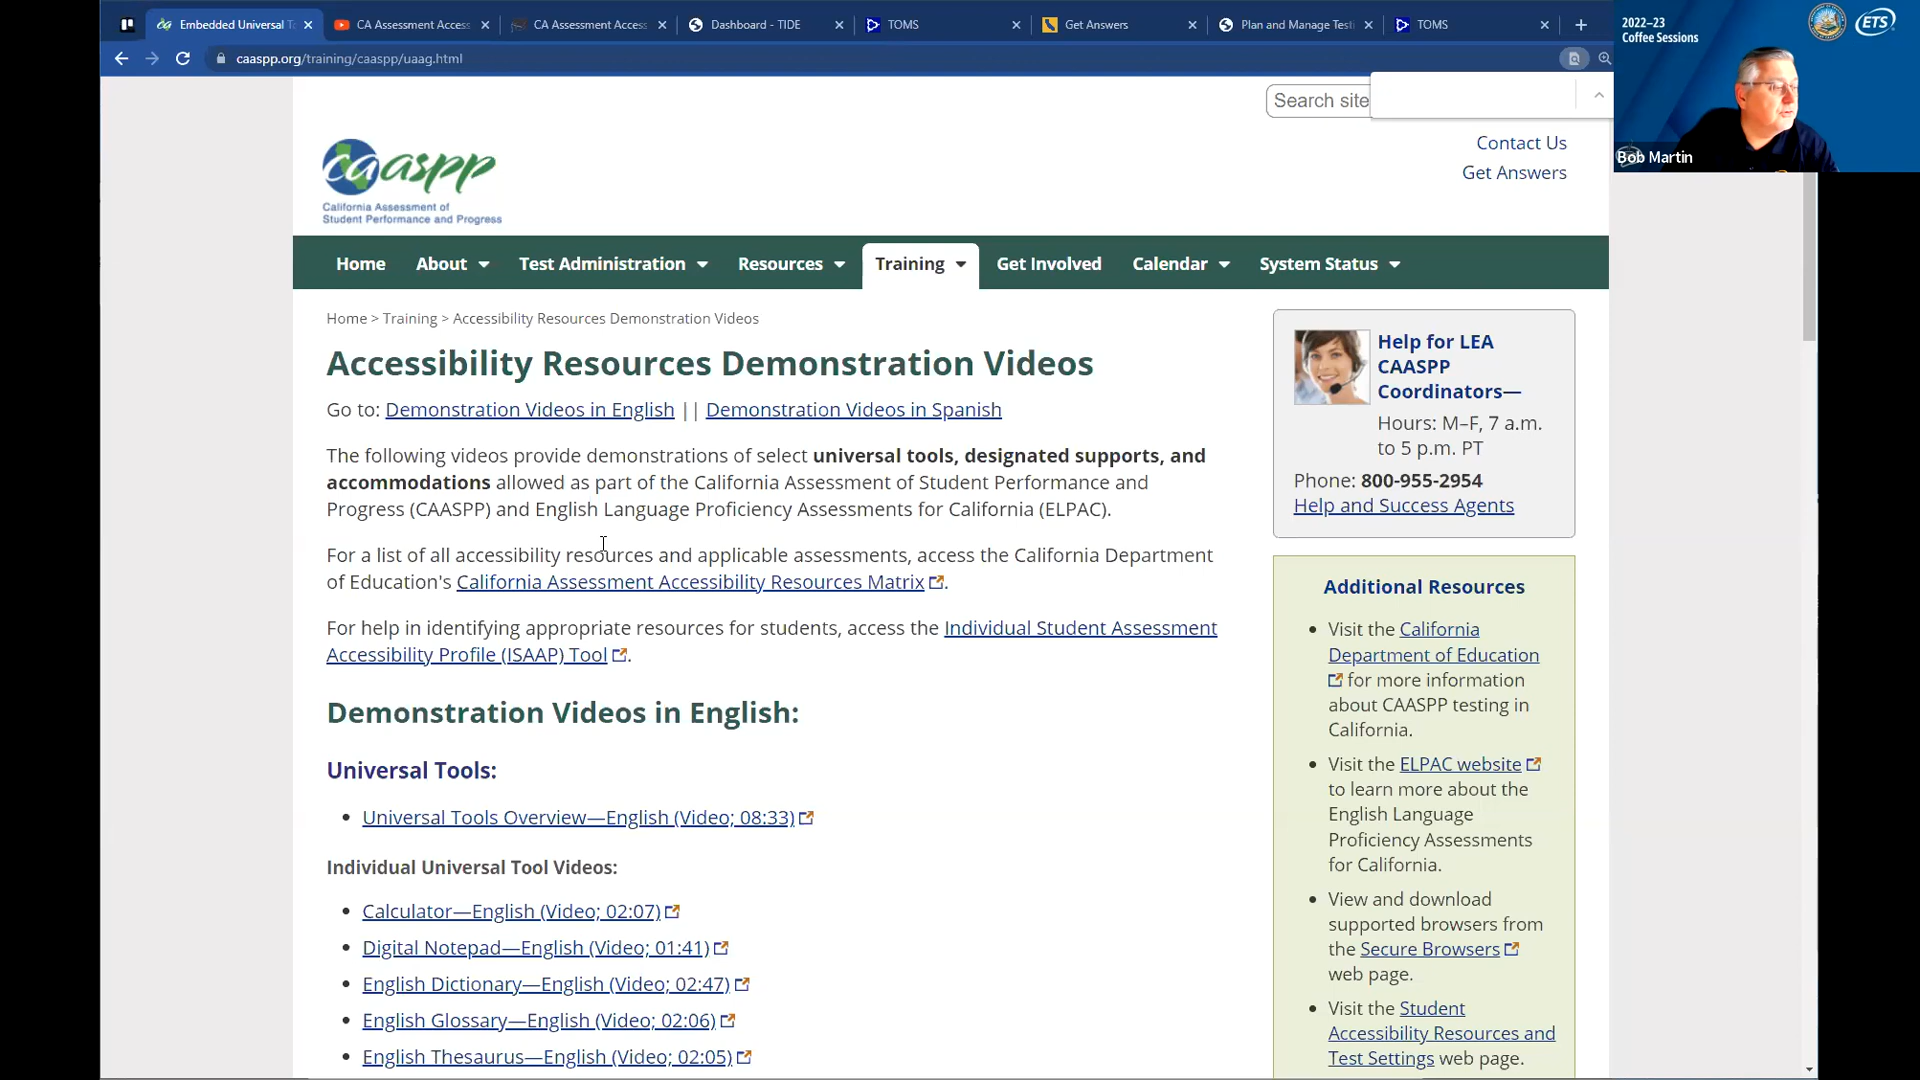 Embedded Universal T
CA Assessment Access
CA Assessment Access
Dashboard - TIDE
TOMS
Get Answers
Plan and Manage Testi
TOMS
caaspp.org/training/caaspp/uaag.html
2022–23
Coffee Sessions
ETS
Bob Martin
Search site
Contact Us
Get Answers
caaspp
California Assessment of
Student Performance and Progress
Home
About
Test Administration
Resources
Training
Get Involved
Calendar
System Status
Home > Training > Accessibility Resources Demonstration Videos
Accessibility Resources Demonstration Videos
Go to: Demonstration Videos in English || Demonstration Videos in Spanish
The following videos provide demonstrations of select universal tools, designated supports, and
accommodations allowed as part of the California Assessment of Student Performance and
Progress (CAASPP) and English Language Proficiency Assessments for California (ELPAC).
For a list of all accessibility resources and applicable assessments, access the California Department
of Education's California Assessment Accessibility Resources Matrix.
For help in identifying appropriate resources for students, access the Individual Student Assessment
Accessibility Profile (ISAAP) Tool.
Demonstration Videos in English:
Universal Tools:
• Universal Tools Overview—English (Video; 08:33)
Individual Universal Tool Videos:
• Calculator—English (Video; 02:07)
• Digital Notepad—English (Video; 01:41)
• English Dictionary—English (Video; 02:47)
• English Glossary—English (Video; 02:06)
• English Thesaurus—English (Video; 02:05)
Help for LEA
CAASPP
Coordinators—
Hours: M–F, 7 a.m.
to 5 p.m. PT
Phone: 800-955-2954
Help and Success Agents
Additional Resources
• Visit the California
Department of Education
for more information
about CAASPP testing in
California.
• Visit the ELPAC website
to learn more about the
English Language
Proficiency Assessments
for California.
• View and download
supported browsers from
the Secure Browsers
web page.
• Visit the Student
Accessibility Resources and
Test Settings web page.